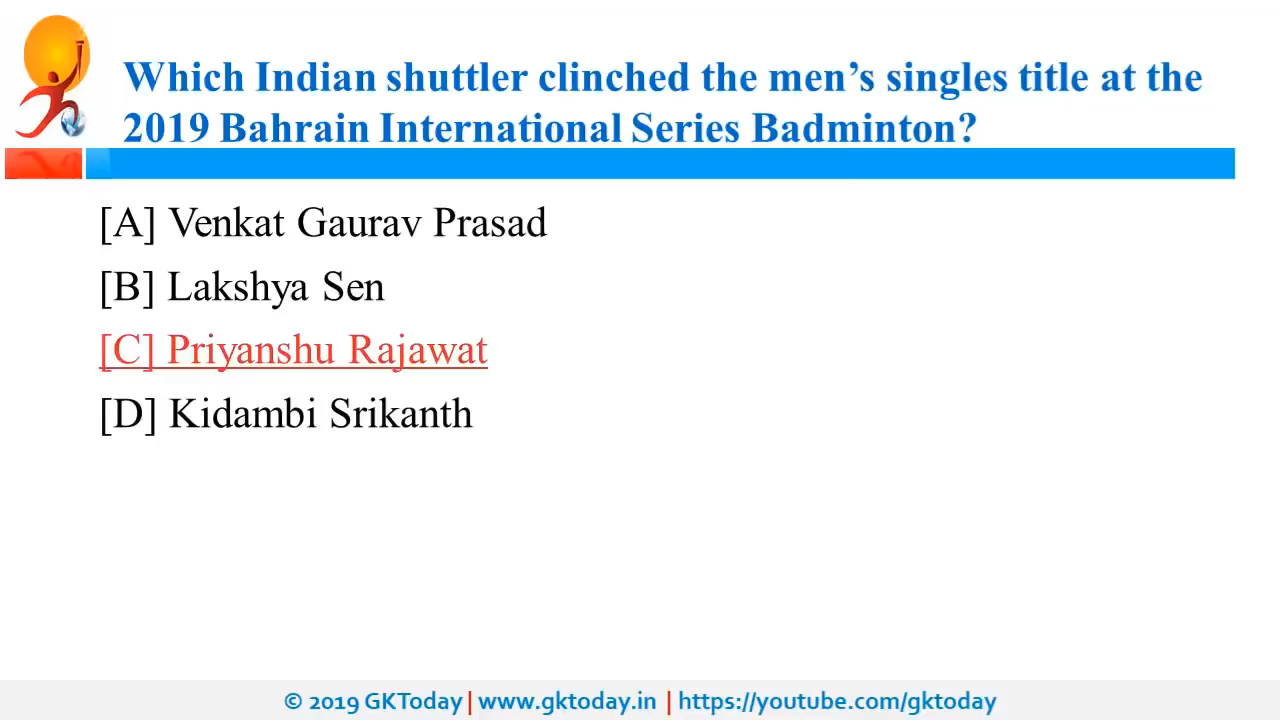 Which Indian shuttler clinched the men’s singles title at the
2019 Bahrain International Series Badminton?
[A] Venkat Gaurav Prasad
[B] Lakshya Sen
[C] Priyanshu Rajawat
[D] Kidambi Srikanth
© 2019 GKToday | www.gktoday.in | https://youtube.com/gktoday